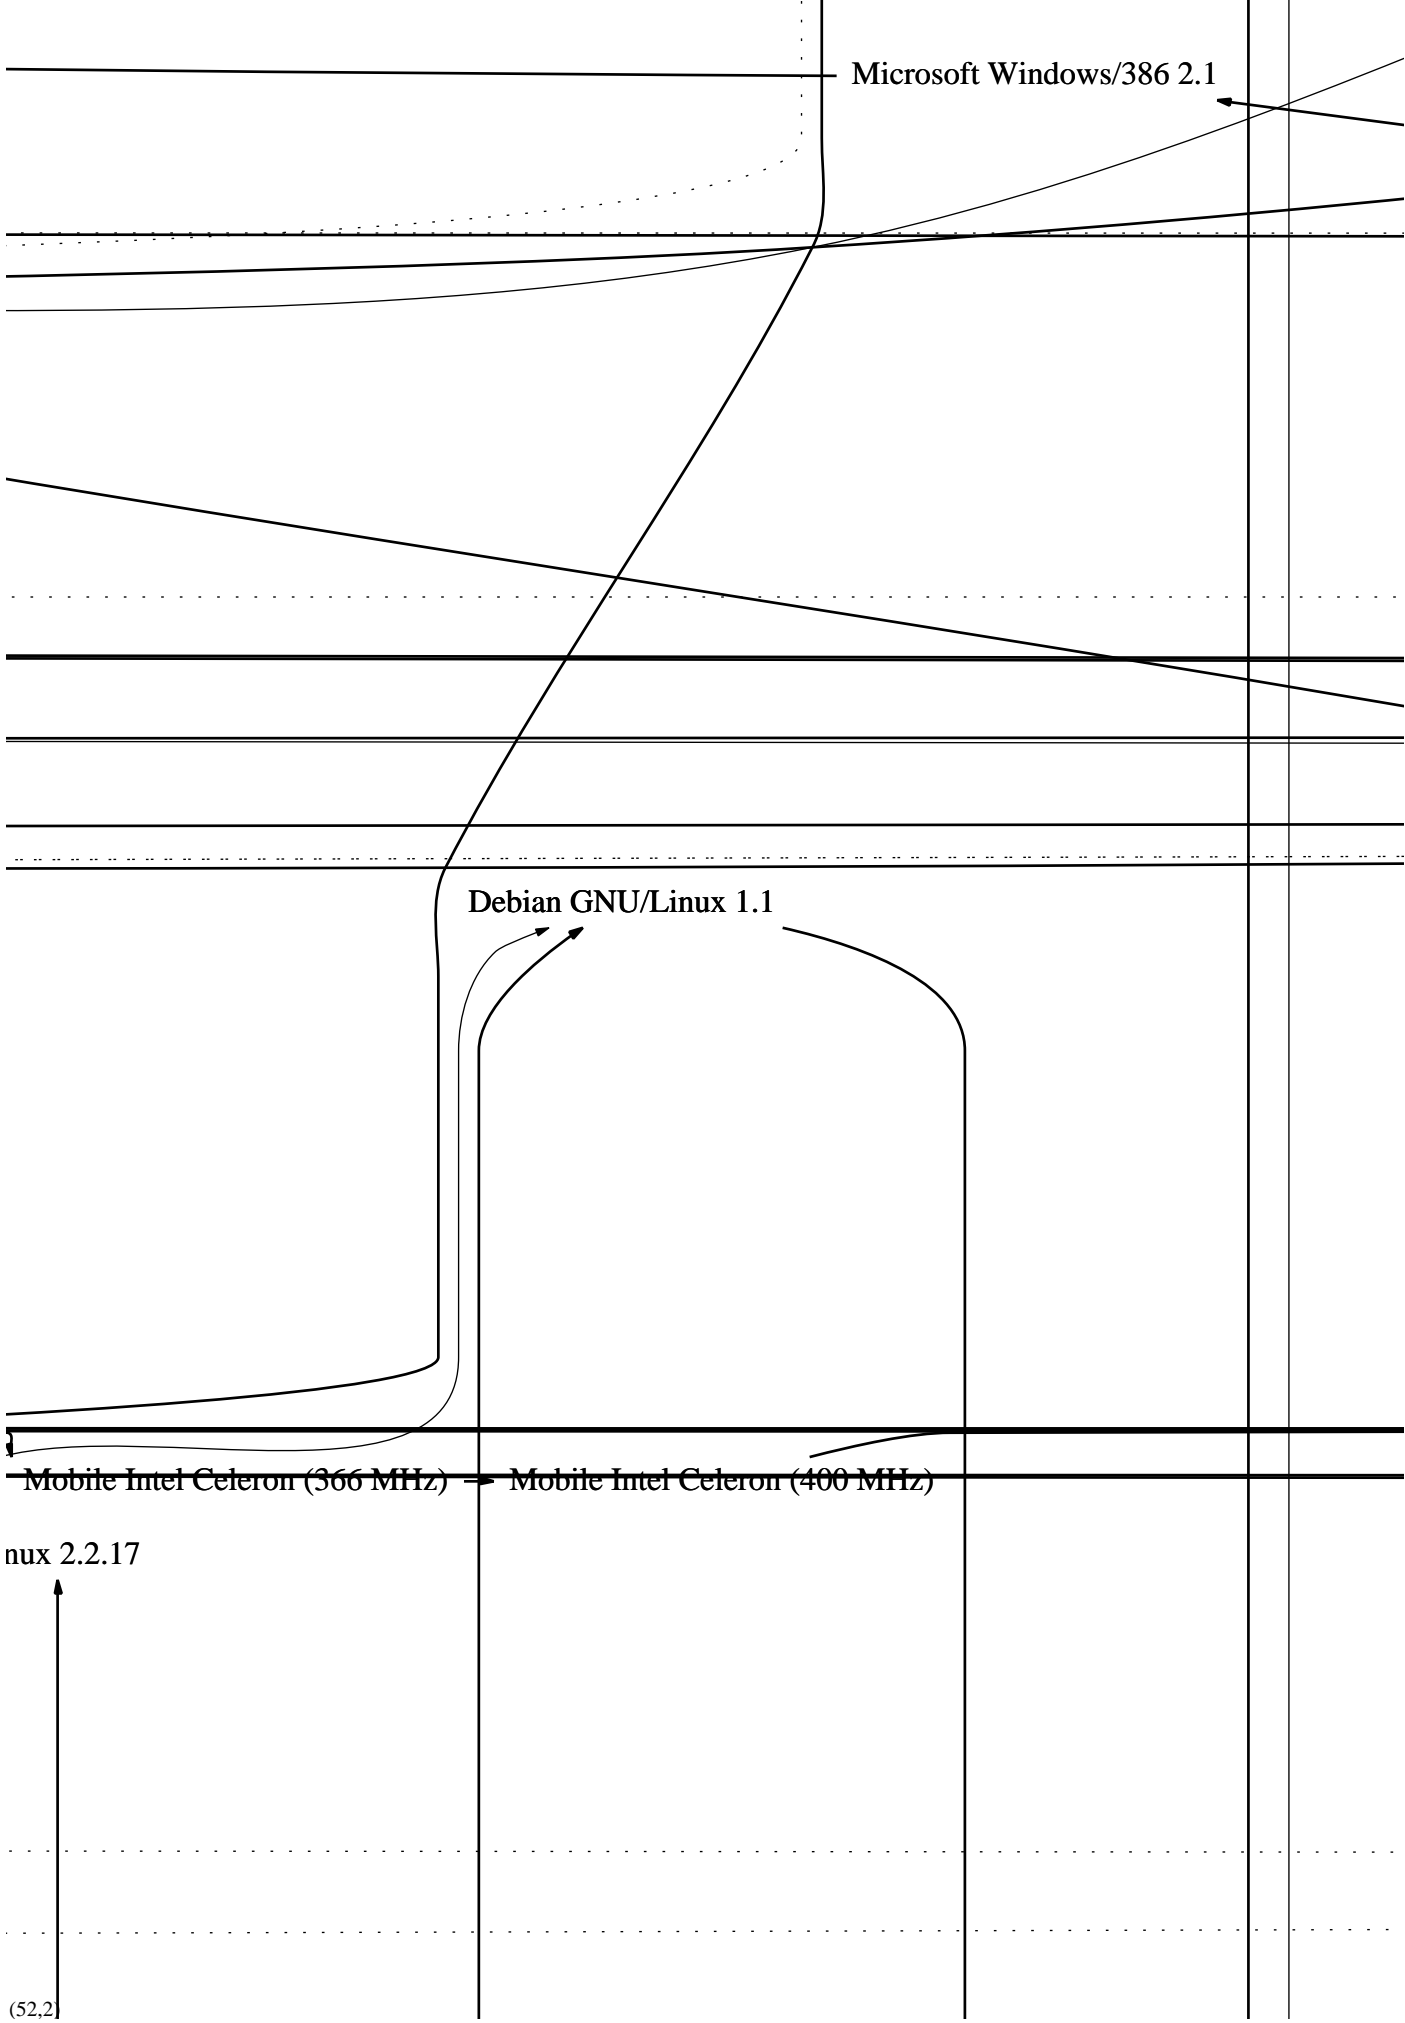 Microsoft Windows/386 2.1
Debian GNU/Linux 1.1
Mobile Intel Celeron (366 MHz) Mobile Intel Celeron (400 MHz)
nux 2.2.17
(52,2)